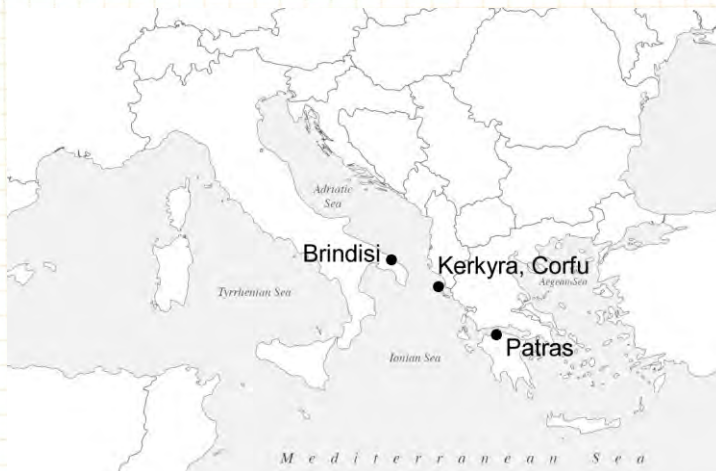 Adriatic
Sea
Brindisi
Kerkyra, Corfu
Aegean Sea
Tyrrhenian Sea
Patras
Ionian Sea
Mediterranean Sea